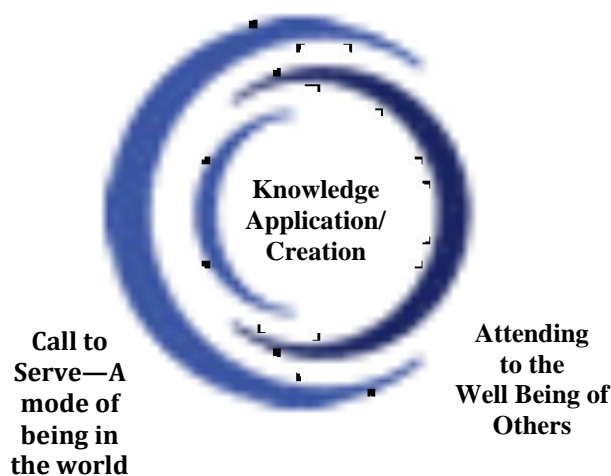 Knowledge
Application/
Creation
Call to
Serve—A
mode of
being in
the world
Attending
to the
Well Being of
Others